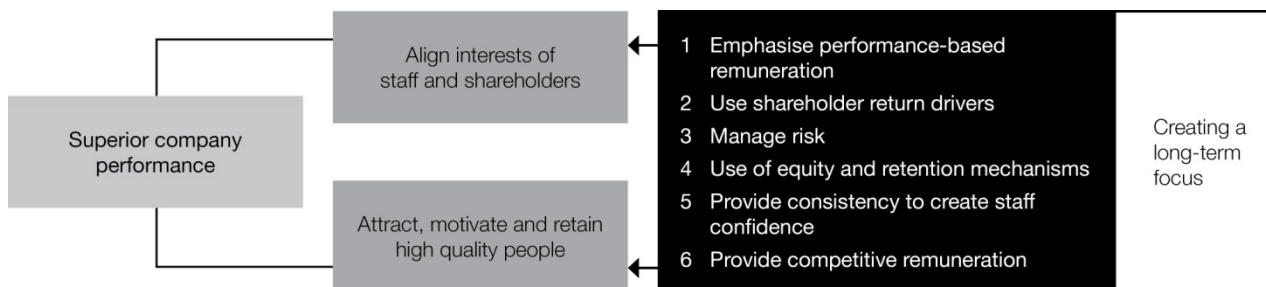 Superior company
performance
Align interests of
staff and shareholders
Attract, motivate and retain
high quality people
1 Emphasise performance-based
remuneration
2 Use shareholder return drivers
3 Manage risk
4 Use of equity and retention mechanisms
5 Provide consistency to create staff
confidence
6 Provide competitive remuneration
Creating a
long-term
focus